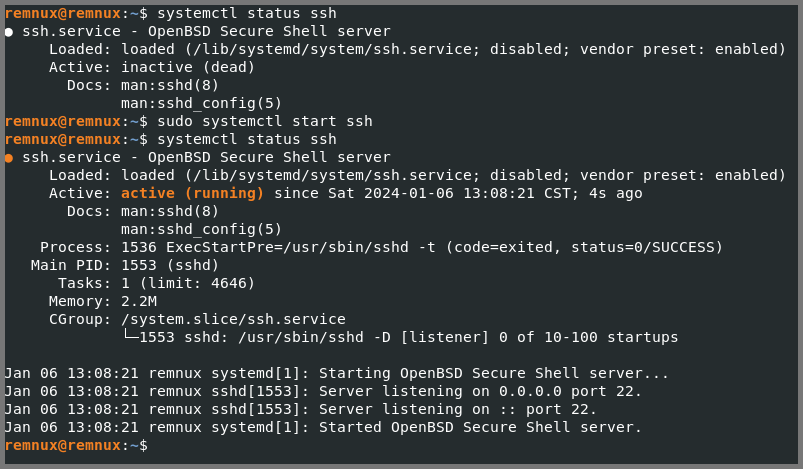 remnux@remnux:~$ systemctl status ssh
● ssh.service - OpenBSD Secure Shell server
     Loaded: loaded (/lib/systemd/system/ssh.service; disabled; vendor preset: enabled)
     Active: inactive (dead)
       Docs: man:sshd(8)
             man:sshd_config(5)
remnux@remnux:~$ sudo systemctl start ssh
remnux@remnux:~$ systemctl status ssh
● ssh.service - OpenBSD Secure Shell server
     Loaded: loaded (/lib/systemd/system/ssh.service; disabled; vendor preset: enabled)
     Active: active (running) since Sat 2024-01-06 13:08:21 CST; 4s ago
       Docs: man:sshd(8)
             man:sshd_config(5)
    Process: 1536 ExecStartPre=/usr/sbin/sshd -t (code=exited, status=0/SUCCESS)
   Main PID: 1553 (sshd)
      Tasks: 1 (limit: 4646)
     Memory: 2.2M
     CGroup: /system.slice/ssh.service
             └─1553 sshd: /usr/sbin/sshd -D [listener] 0 of 10-100 startups

Jan 06 13:08:21 remnux systemd[1]: Starting OpenBSD Secure Shell server...
Jan 06 13:08:21 remnux sshd[1553]: Server listening on 0.0.0.0 port 22.
Jan 06 13:08:21 remnux sshd[1553]: Server listening on :: port 22.
Jan 06 13:08:21 remnux systemd[1]: Started OpenBSD Secure Shell server.
remnux@remnux:~$